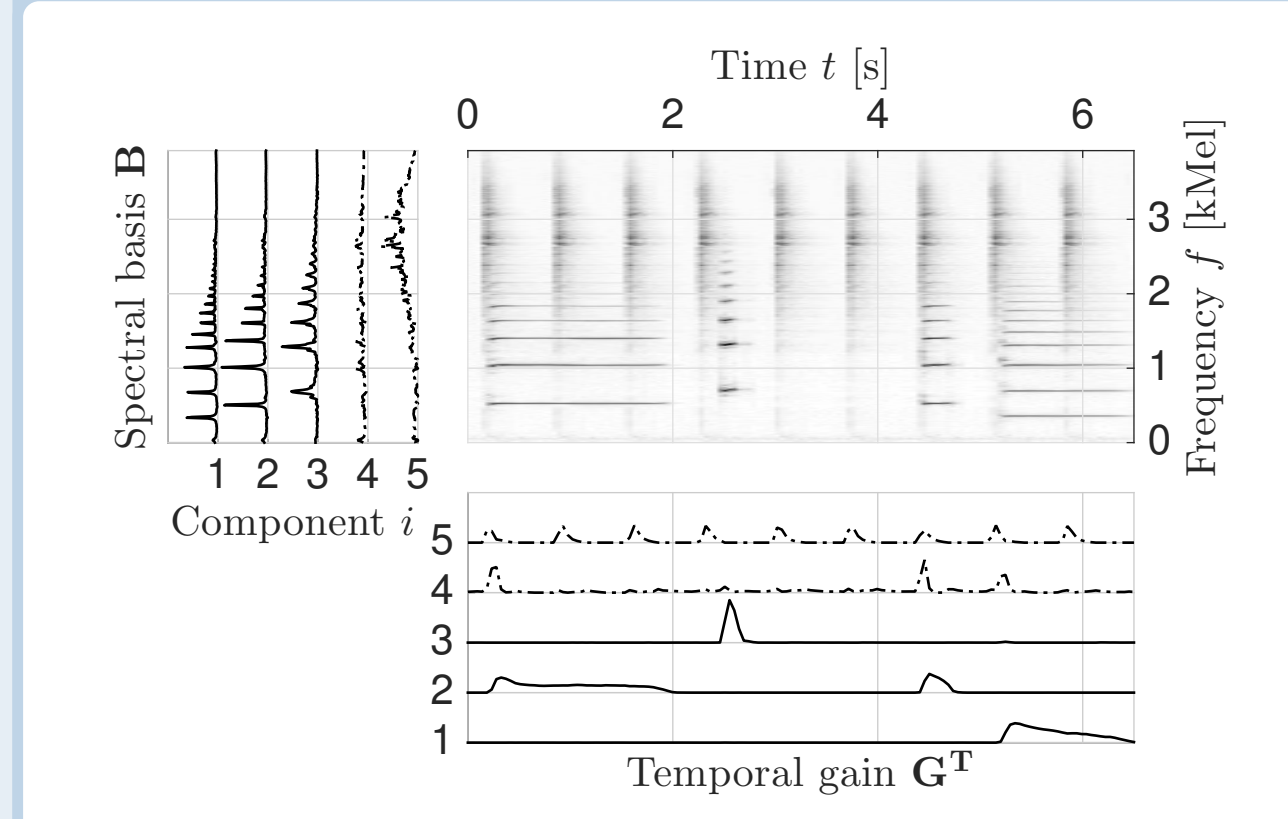 Time t [s]
0 2 4 6
Spectral basis B
3
2
1
0
Frequency f [kMel]
1 2 3 4 5
Component i
5
4
3
2
1
Temporal gain G^T